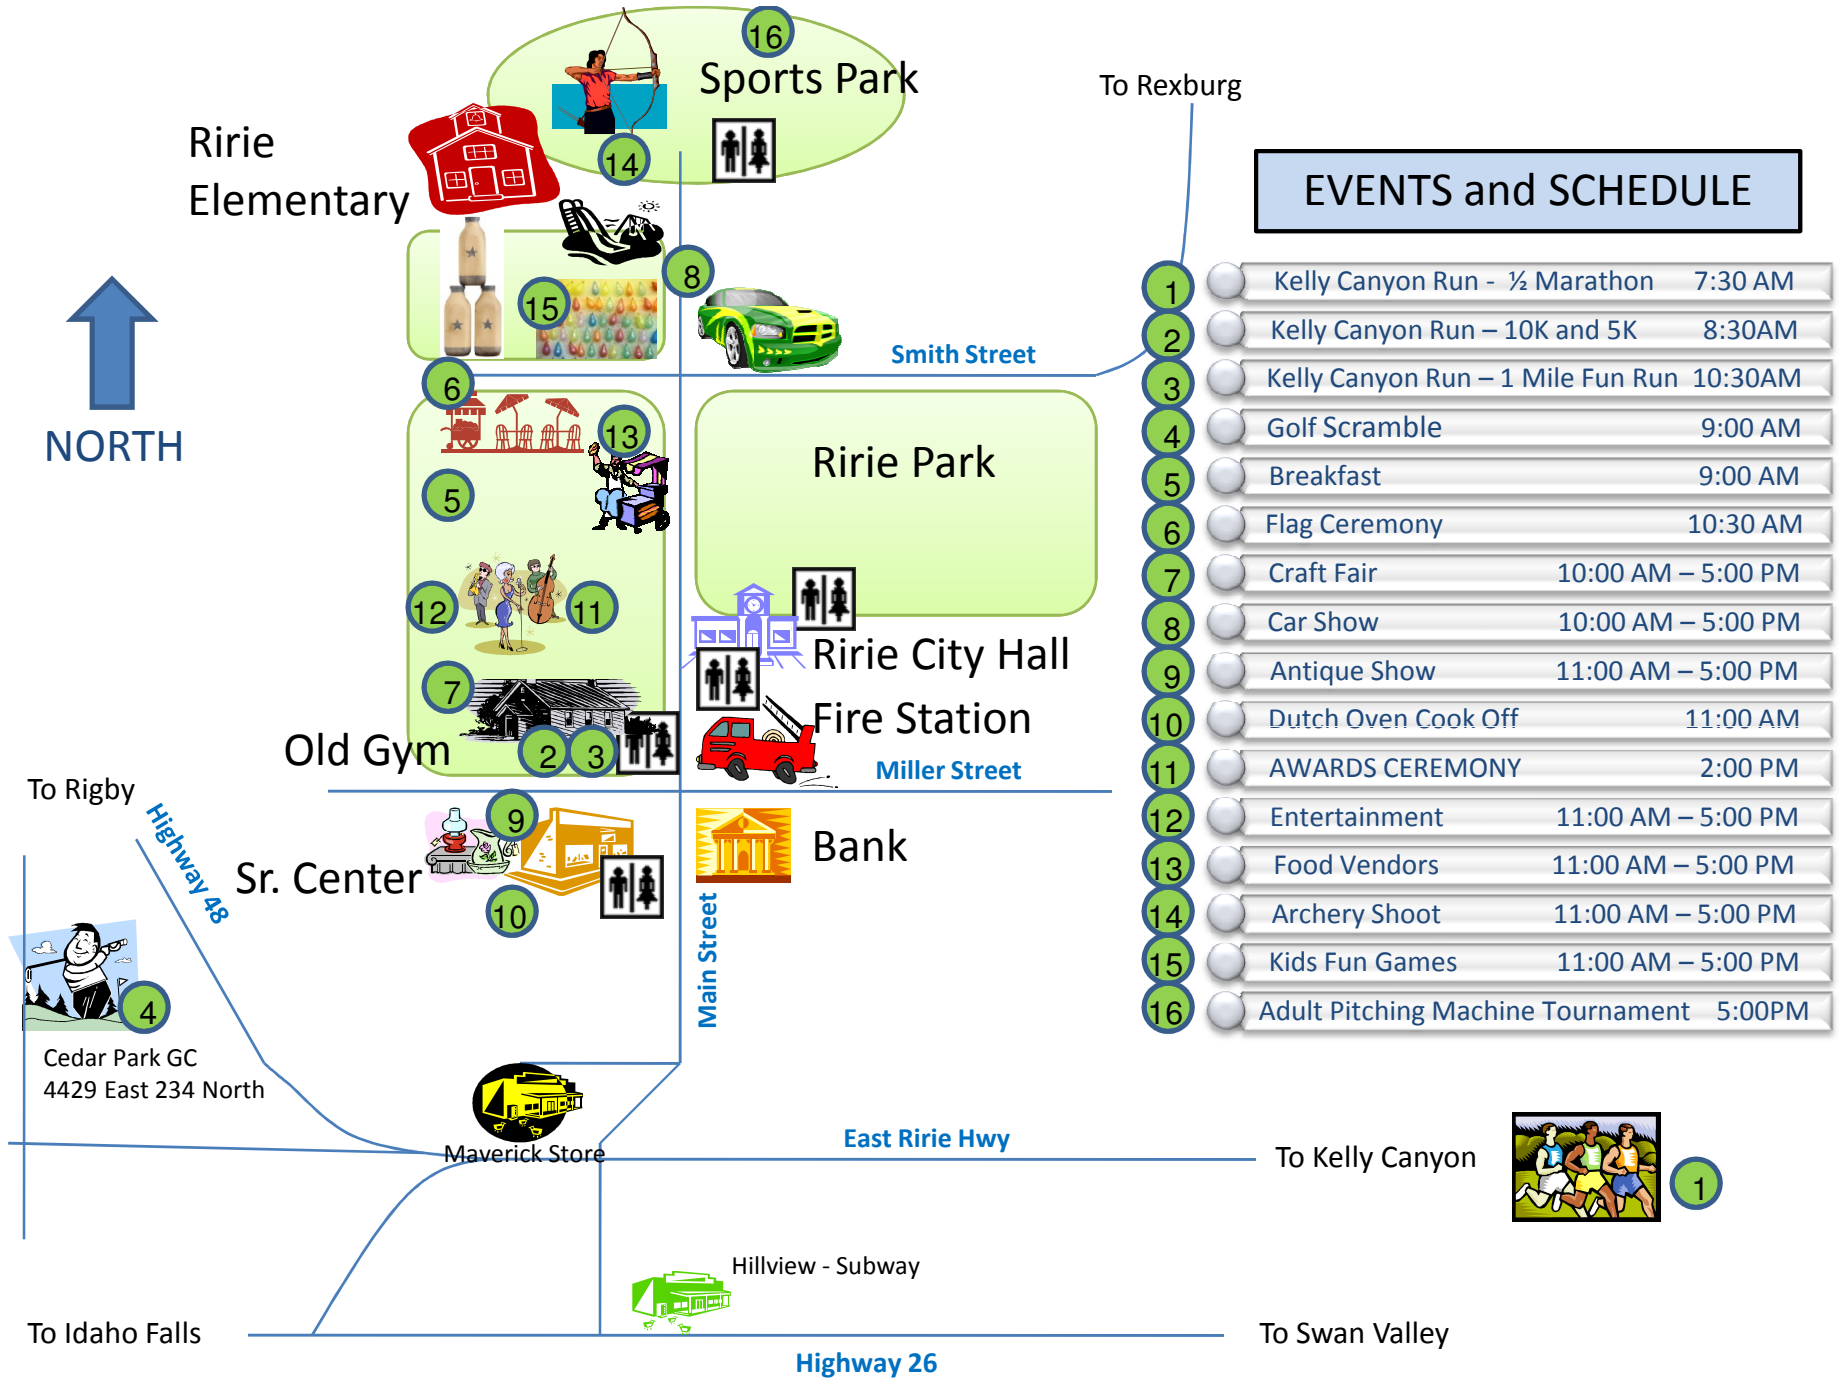 16
Sports Park
To Rexburg
Ririe
Elementary
14
EVENTS and SCHEDULE
8
15
Smith Street
NORTH
6
13
Ririe Park
5
12
11
Ririe City Hall
7
Fire Station
Old Gym
2
3
Miller Street
To Rigby
Highway 48
9
Bank
Sr. Center
10
Main Street
4
Cedar Park GC
4429 East 234 North
Maverick Store
East Ririe Hwy
To Kelly Canyon
1
Hillview - Subway
To Idaho Falls
To Swan Valley
Highway 26
1 Kelly Canyon Run - ½ Marathon 7:30 AM
2 Kelly Canyon Run – 10K and 5K 8:30AM
3 Kelly Canyon Run – 1 Mile Fun Run 10:30AM
4 Golf Scramble 9:00 AM
5 Breakfast 9:00 AM
6 Flag Ceremony 10:30 AM
7 Craft Fair 10:00 AM – 5:00 PM
8 Car Show 10:00 AM – 5:00 PM
9 Antique Show 11:00 AM – 5:00 PM
10 Dutch Oven Cook Off 11:00 AM
11 AWARDS CEREMONY 2:00 PM
12 Entertainment 11:00 AM – 5:00 PM
13 Food Vendors 11:00 AM – 5:00 PM
14 Archery Shoot 11:00 AM – 5:00 PM
15 Kids Fun Games 11:00 AM – 5:00 PM
16 Adult Pitching Machine Tournament 5:00PM